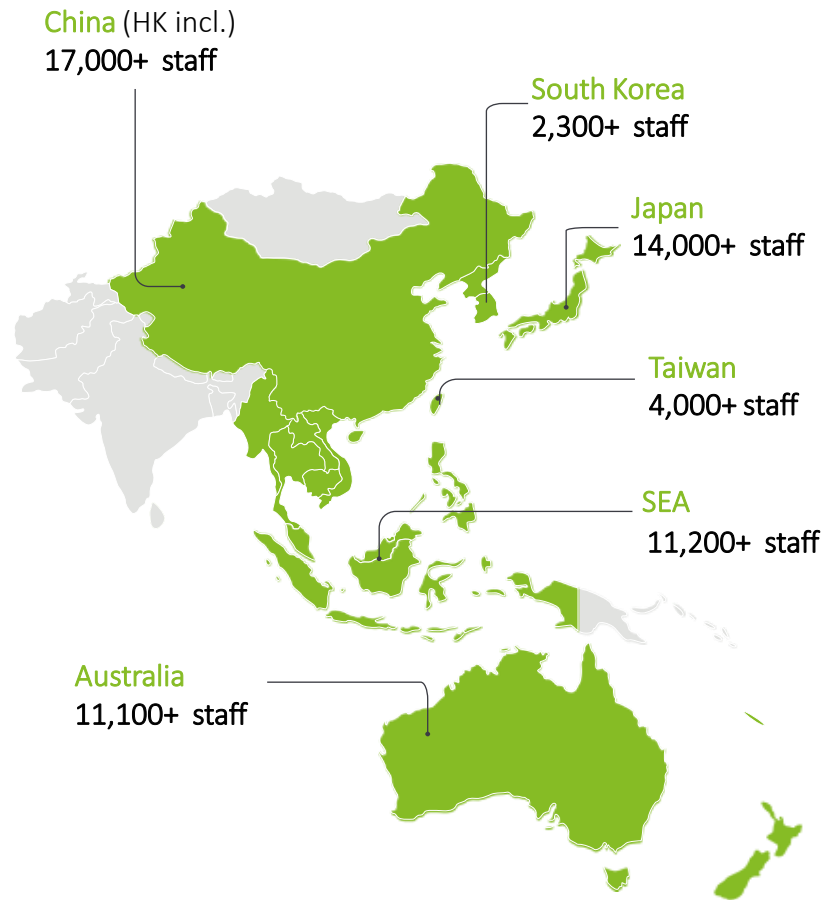 China (HK incl.)
17,000+ staff
South Korea
2,300+ staff
Japan
14,000+ staff
Taiwan
4,000+ staff
SEA
11,200+ staff
Australia
11,100+ staff